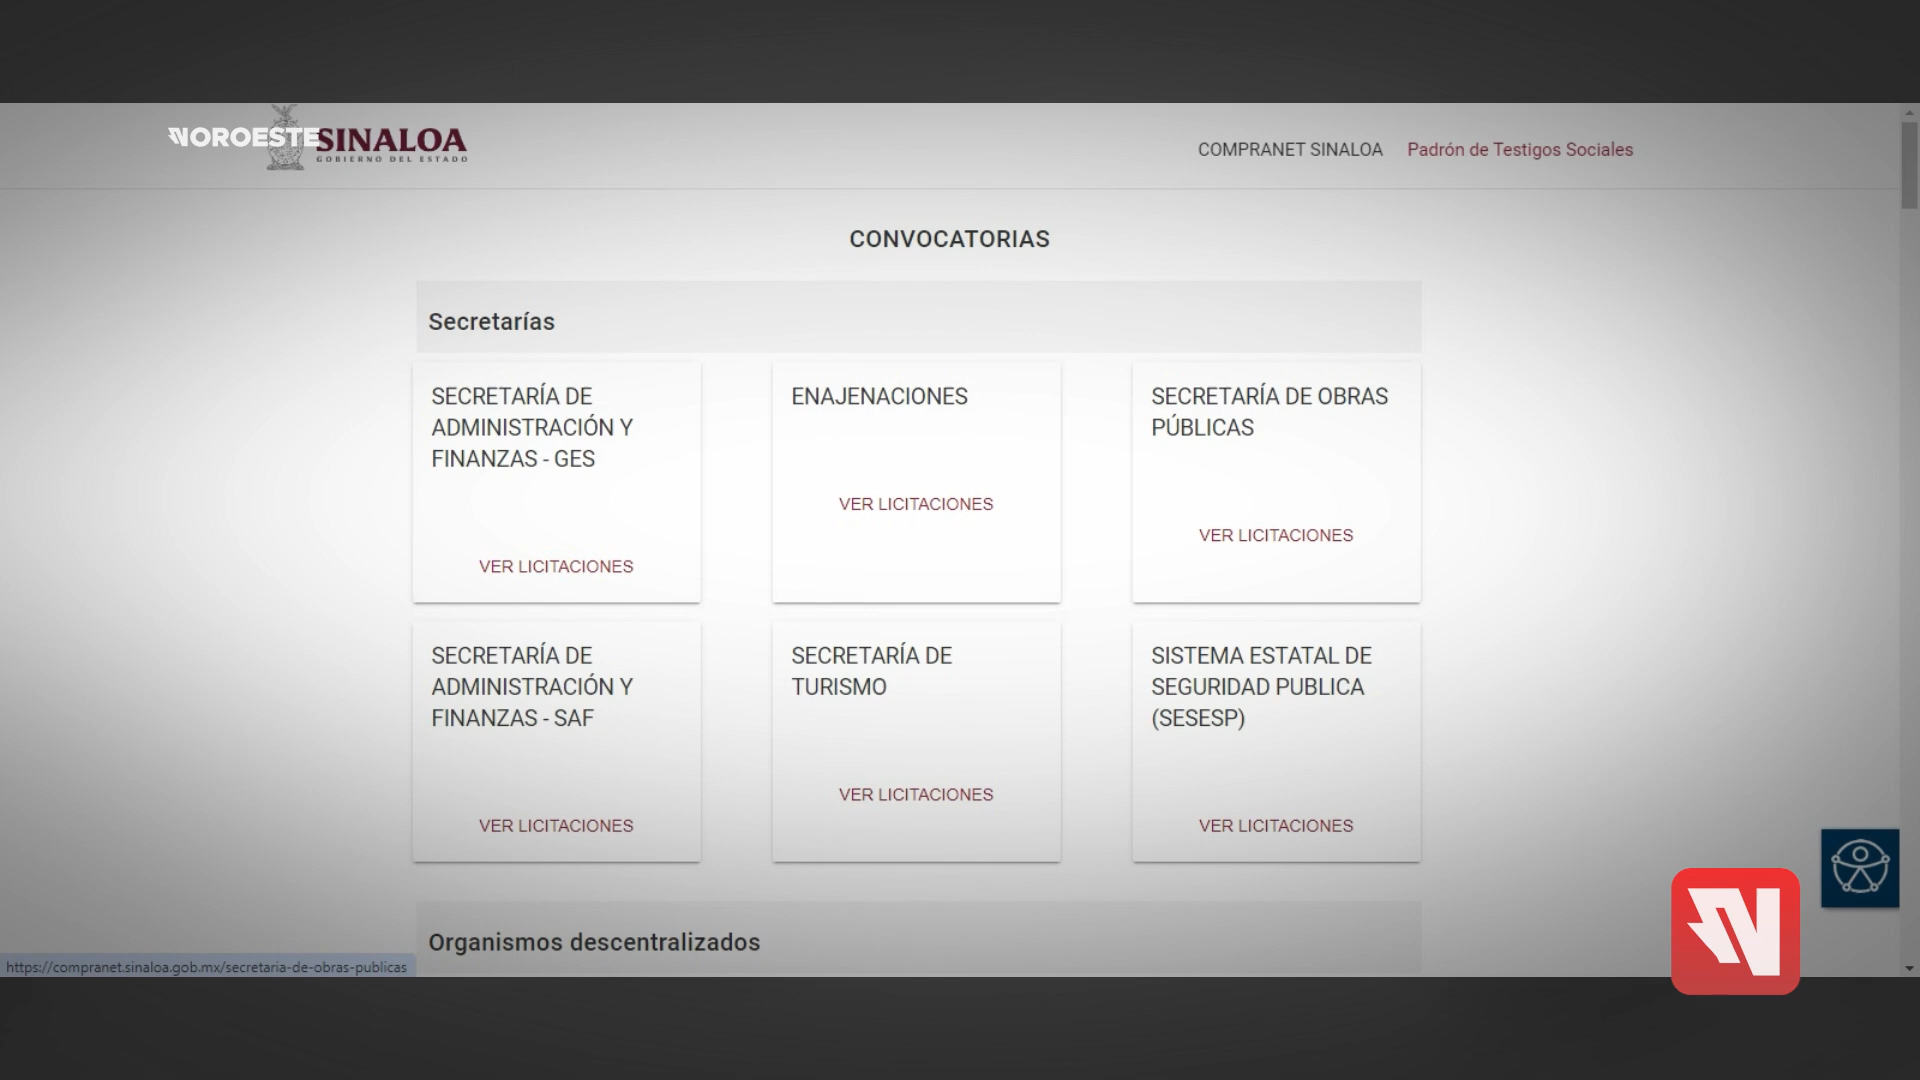 NOROESTE
SINALOA
GOBIERNO DEL ESTADO
COMPRANET SINALOA
Padrón de Testigos Sociales
CONVOCATORIAS
Secretarías
SECRETARÍA DE
ADMINISTRACIÓN Y
FINANZAS - GES
VER LICITACIONES
ENAJENACIONES
VER LICITACIONES
SECRETARÍA DE OBRAS
PÚBLICAS
VER LICITACIONES
SECRETARÍA DE
ADMINISTRACIÓN Y
FINANZAS - SAF
VER LICITACIONES
SECRETARÍA DE
TURISMO
VER LICITACIONES
SISTEMA ESTATAL DE
SEGURIDAD PUBLICA
(SESESP)
VER LICITACIONES
Organismos descentralizados
https://compranet.sinaloa.gob.mx/secretaria-de-obras-publicas
N